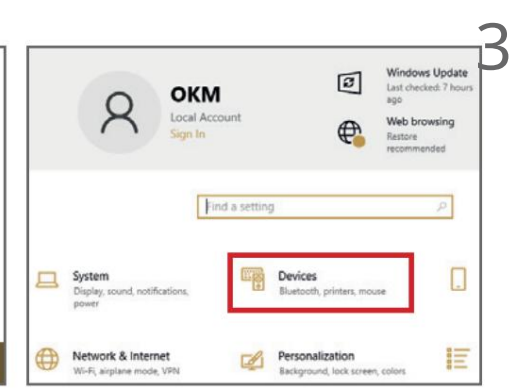 3
OKM
Local Account
Sign In
Windows Update
Last checked: 7 hours
ago
Web browsing
Restore
recommended
Find a setting
System
Display, sound, notifications,
power
Devices
Bluetooth, printers, mouse
Network & Internet
Wi-Fi, airplane mode, VPN
Personalization
Background, lock screen, colors